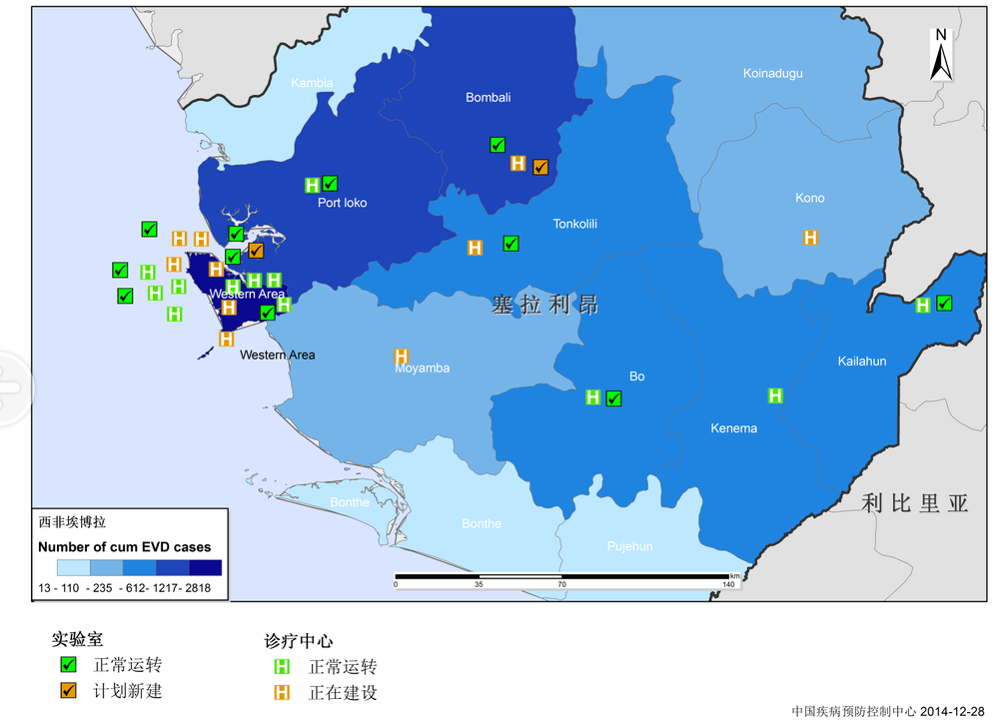 N
Koinadugu
Kambia
Bombali
Kono
Port loko
Tonkolili
Western Area
塞拉利昂
Western Area
Moyamba
Kailahun
Bo
Kenema
利比里亚
Bonthe
Bonthe
Pujehun
西非埃博拉
Number of cum EVD cases
13 - 110 - 235 - 612- 1217- 2818
km
0 35 70 140
实验室
正常运转
计划新建
诊疗中心
正常运转
正在建设
中国疾病预防控制中心 2014-12-28